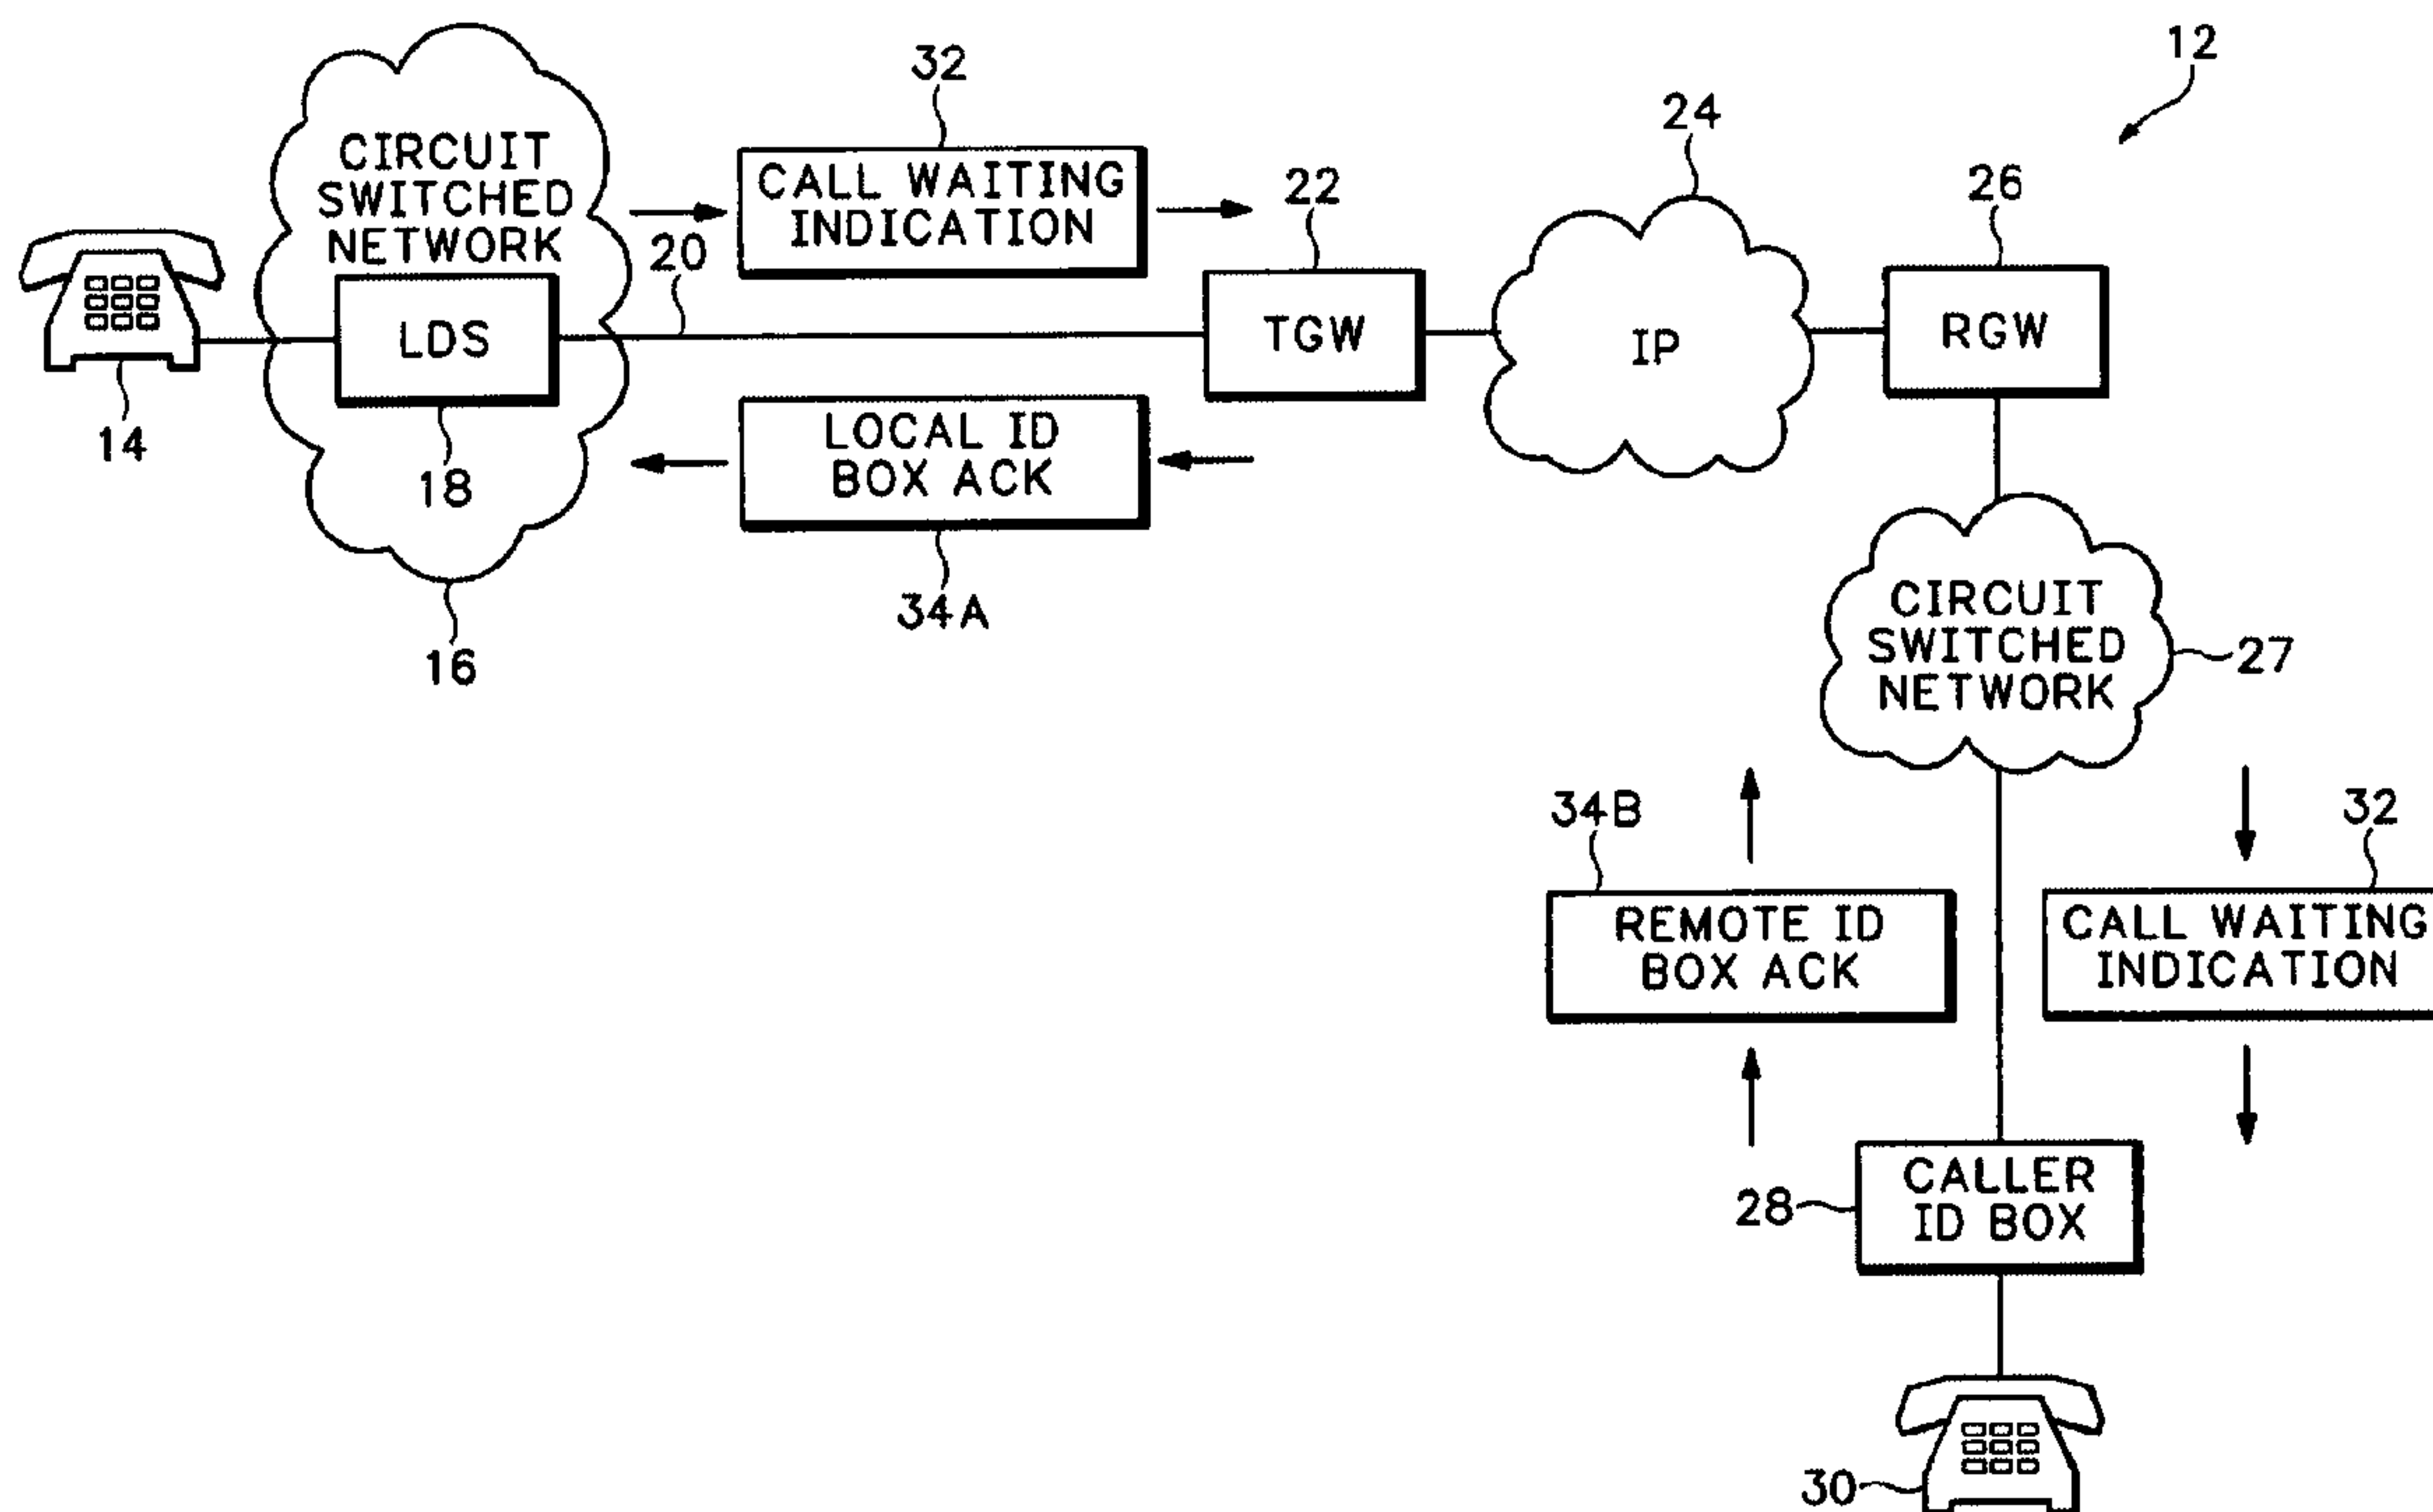 12
32
24
CIRCUIT
SWITCHED
NETWORK
CALL WAITING
INDICATION
22
26
20
LDS
TGW
IP
RGW
14
18
LOCAL ID
BOX ACK
34A
16
CIRCUIT
SWITCHED
NETWORK
27
34B
32
REMOTE ID
BOX ACK
CALL WAITING
INDICATION
28
CALLER
ID BOX
30